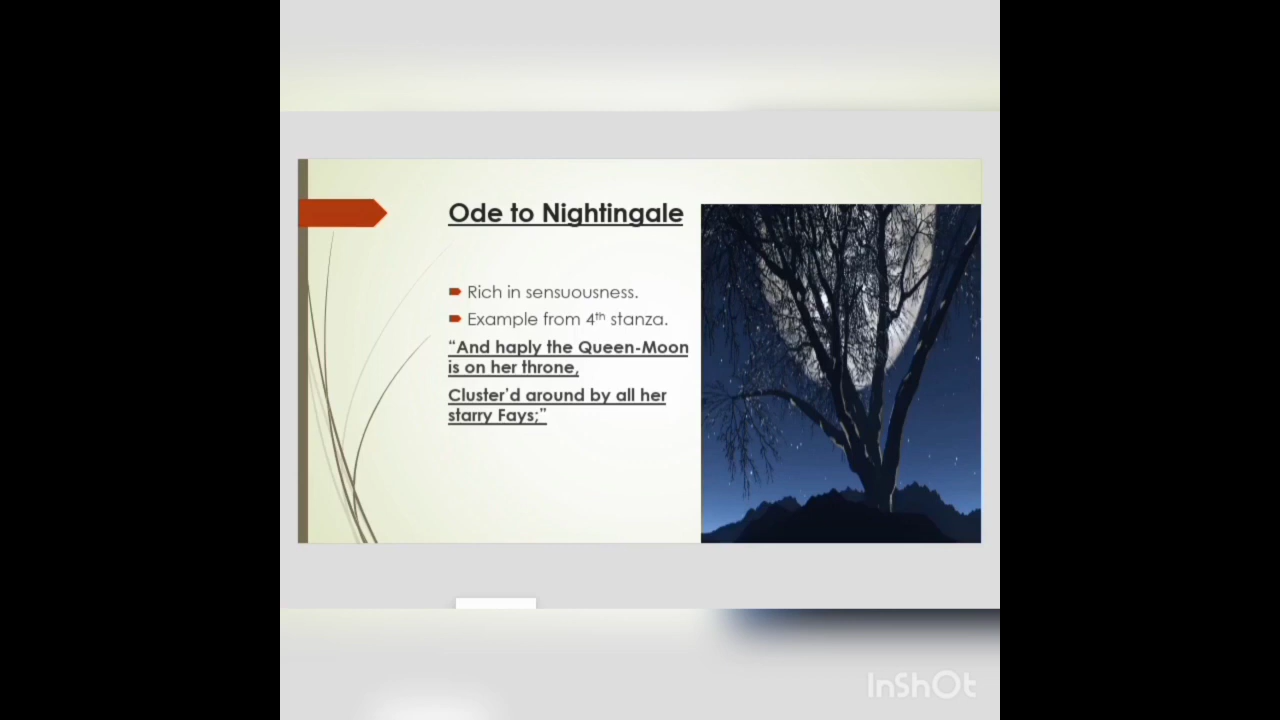 Ode to Nightingale
Rich in sensuousness.
Example from 4th stanza.
“And haply the Queen-Moon
is on her throne,
Cluster’d around by all her
starry Fays;”
InShOt